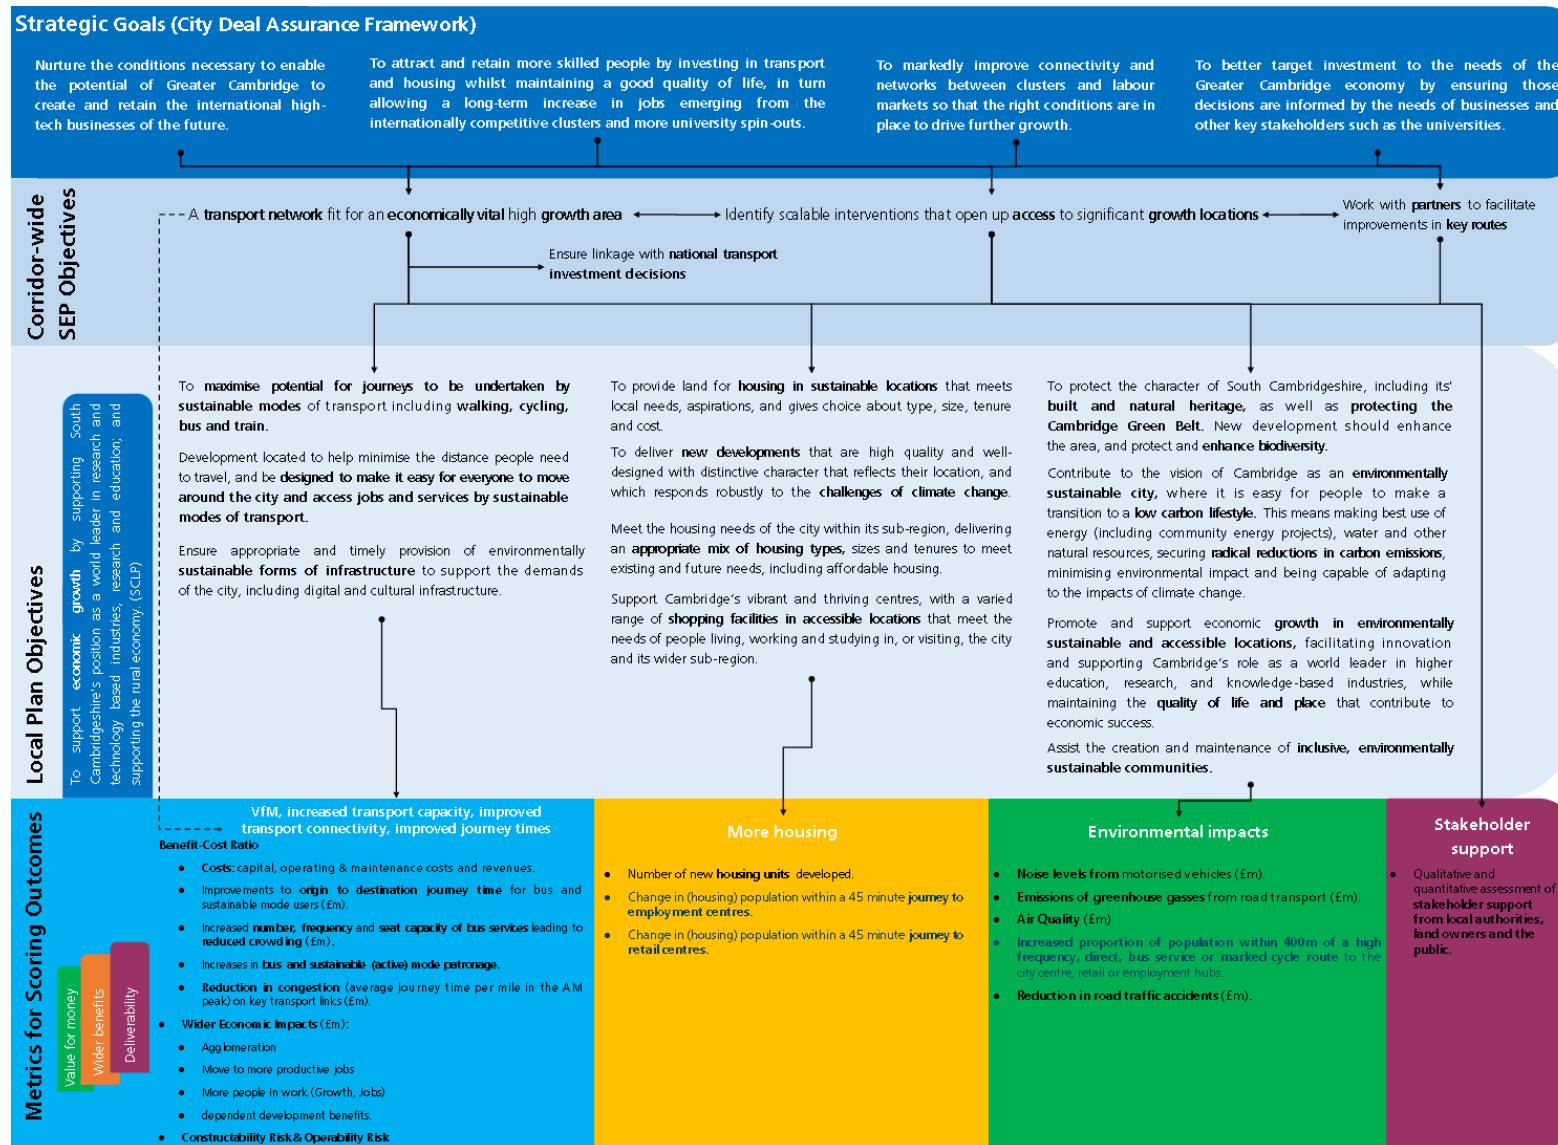 Strategic Goals (City Deal Assurance Framework)
Nurture the conditions necessary to enable
the potential of Greater Cambridge to
create and retain the international high-
tech businesses of the future.
To attract and retain more skilled people by investing in transport
and housing whilst maintaining a good quality of life, in turn
allowing a long-term increase in jobs emerging from the
internationally competitive clusters and more university spin-outs.
To markedly improve connectivity and
networks between clusters and labour
markets so that the right conditions are in
place to drive further growth.
To better target investment to the needs of the
Greater Cambridge economy by ensuring those
decisions are informed by the needs of businesses and
other key stakeholders such as the universities.
Corridor-wide
SEP Objectives
A transport network fit for an economically vital high growth area
Identify scalable interventions that open up access to significant growth locations
Work with partners to facilitate
improvements in key routes
Ensure linkage with national transport
investment decisions
Local Plan Objectives
To support economic growth by supporting South
Cambridgeshire's position as a world leader in research and
technology based industries, research and education; and
supporting the rural economy. (SCLP)
To maximise potential for journeys to be undertaken by
sustainable modes of transport including walking, cycling,
bus and train.
Development located to help minimise the distance people need
to travel, and be designed to make it easy for everyone to move
around the city and access jobs and services by sustainable
modes of transport.
Ensure appropriate and timely provision of environmentally
sustainable forms of infrastructure to support the demands
of the city, including digital and cultural infrastructure.
To provide land for housing in sustainable locations that meets
local needs, aspirations, and gives choice about type, size, tenure
and cost.
To deliver new developments that are high quality and well-
designed with distinctive character that reflects their location, and
which responds robustly to the challenges of climate change.
Meet the housing needs of the city within its sub-region, delivering
an appropriate mix of housing types, sizes and tenures to meet
existing and future needs, including affordable housing.
Support Cambridge's vibrant and thriving centres, with a varied
range of shopping facilities in accessible locations that meet the
needs of people living, working and studying in, or visiting, the city
and its wider sub-region.
To protect the character of South Cambridgeshire, including its'
built and natural heritage, as well as protecting the
Cambridge Green Belt. New development should enhance
the area, and protect and enhance biodiversity.
Contribute to the vision of Cambridge as an environmentally
sustainable city, where it is easy for people to make a
transition to a low carbon lifestyle. This means making best use of
energy (including community energy projects), water and other
natural resources, securing radical reductions in carbon emissions,
minimising environmental impact and being capable of adapting
to the impacts of climate change.
Promote and support economic growth in environmentally
sustainable and accessible locations, facilitating innovation
and supporting Cambridge's role as a world leader in higher
education, research, and knowledge-based industries, while
maintaining the quality of life and place that contribute to
economic success.
Assist the creation and maintenance of inclusive, environmentally
sustainable communities.
Metrics for Scoring Outcomes
Value for money
Wider benefits
Deliverability
VfM, increased transport capacity, improved
transport connectivity, improved journey times
Benefit-Cost Ratio
• Costs: capital, operating & maintenance costs and revenues.
• Improvements to origin to destination journey time for bus and
sustainable mode users (£m).
• Increased number, frequency and seat capacity of bus services leading to
reduced crowding (£m).
• Increases in bus and sustainable (active) mode patronage.
• Reduction in congestion (average journey time per mile in the AM
peak) on key transport links (£m).
• Wider Economic Impacts (£m):
• Agglomeration
• Move to more productive jobs
• More people in work (Growth, Jobs)
• dependent development benefits.
• Constructability Risk & Operability Risk
More housing
• Number of new housing units developed.
• Change in (housing) population within a 45 minute journey to
employment centres.
• Change in (housing) population within a 45 minute journey to
retail centres.
Environmental impacts
• Noise levels from motorised vehicles (£m).
• Emissions of greenhouse gasses from road transport (£m).
• Air Quality (£m)
• Increased proportion of population within 400m of a high
frequency, direct, bus service or marked cycle route to the
city centre, retail or employment hubs.
• Reduction in road traffic accidents (£m).
Stakeholder
support
• Qualitative and
quantitative assessment of
stakeholder support
from local authorities,
land owners and the
public.